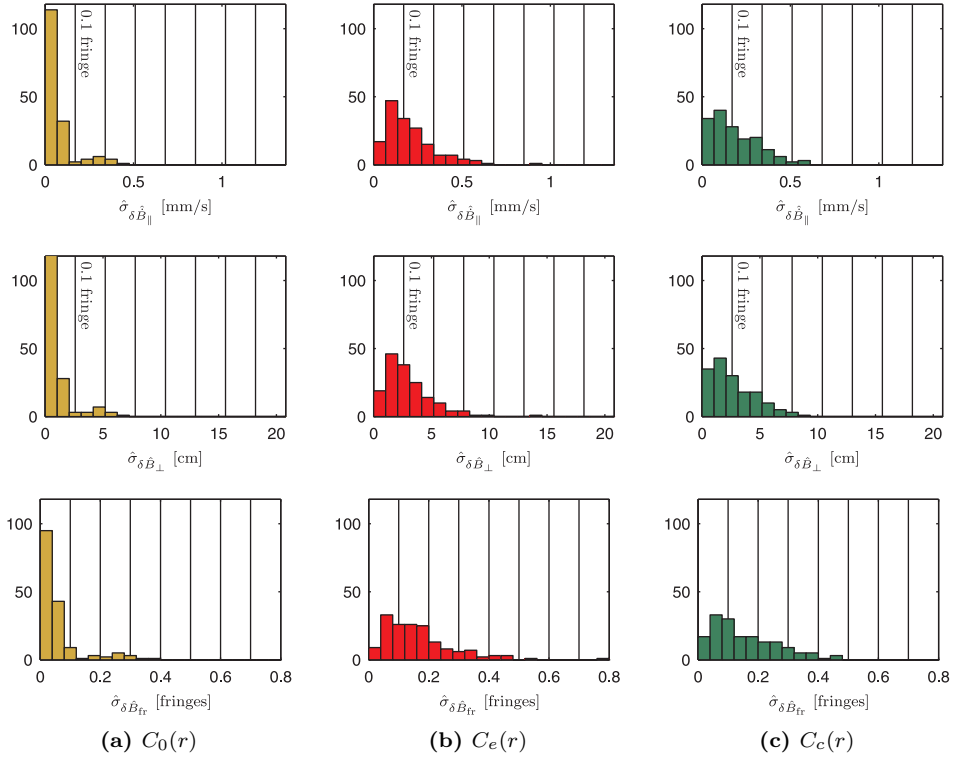 100
50
0
0.1 fringe
0 0.5 1
σ̂_{δḂ̂_∥} [mm/s]
100
50
0
0.1 fringe
0 0.5 1
σ̂_{δḂ̂_∥} [mm/s]
100
50
0
0.1 fringe
0 0.5 1
σ̂_{δḂ̂_∥} [mm/s]
100
50
0
0.1 fringe
0 5 10 15 20
σ̂_{δB̂_⊥} [cm]
100
50
0
0.1 fringe
0 5 10 15 20
σ̂_{δB̂_⊥} [cm]
100
50
0
0.1 fringe
0 5 10 15 20
σ̂_{δB̂_⊥} [cm]
100
50
0
0 0.2 0.4 0.6 0.8
σ̂_{δB̂_{fr}} [fringes]
100
50
0
0 0.2 0.4 0.6 0.8
σ̂_{δB̂_{fr}} [fringes]
100
50
0
0 0.2 0.4 0.6 0.8
σ̂_{δB̂_{fr}} [fringes]
(a) C_0(r)
(b) C_e(r)
(c) C_c(r)